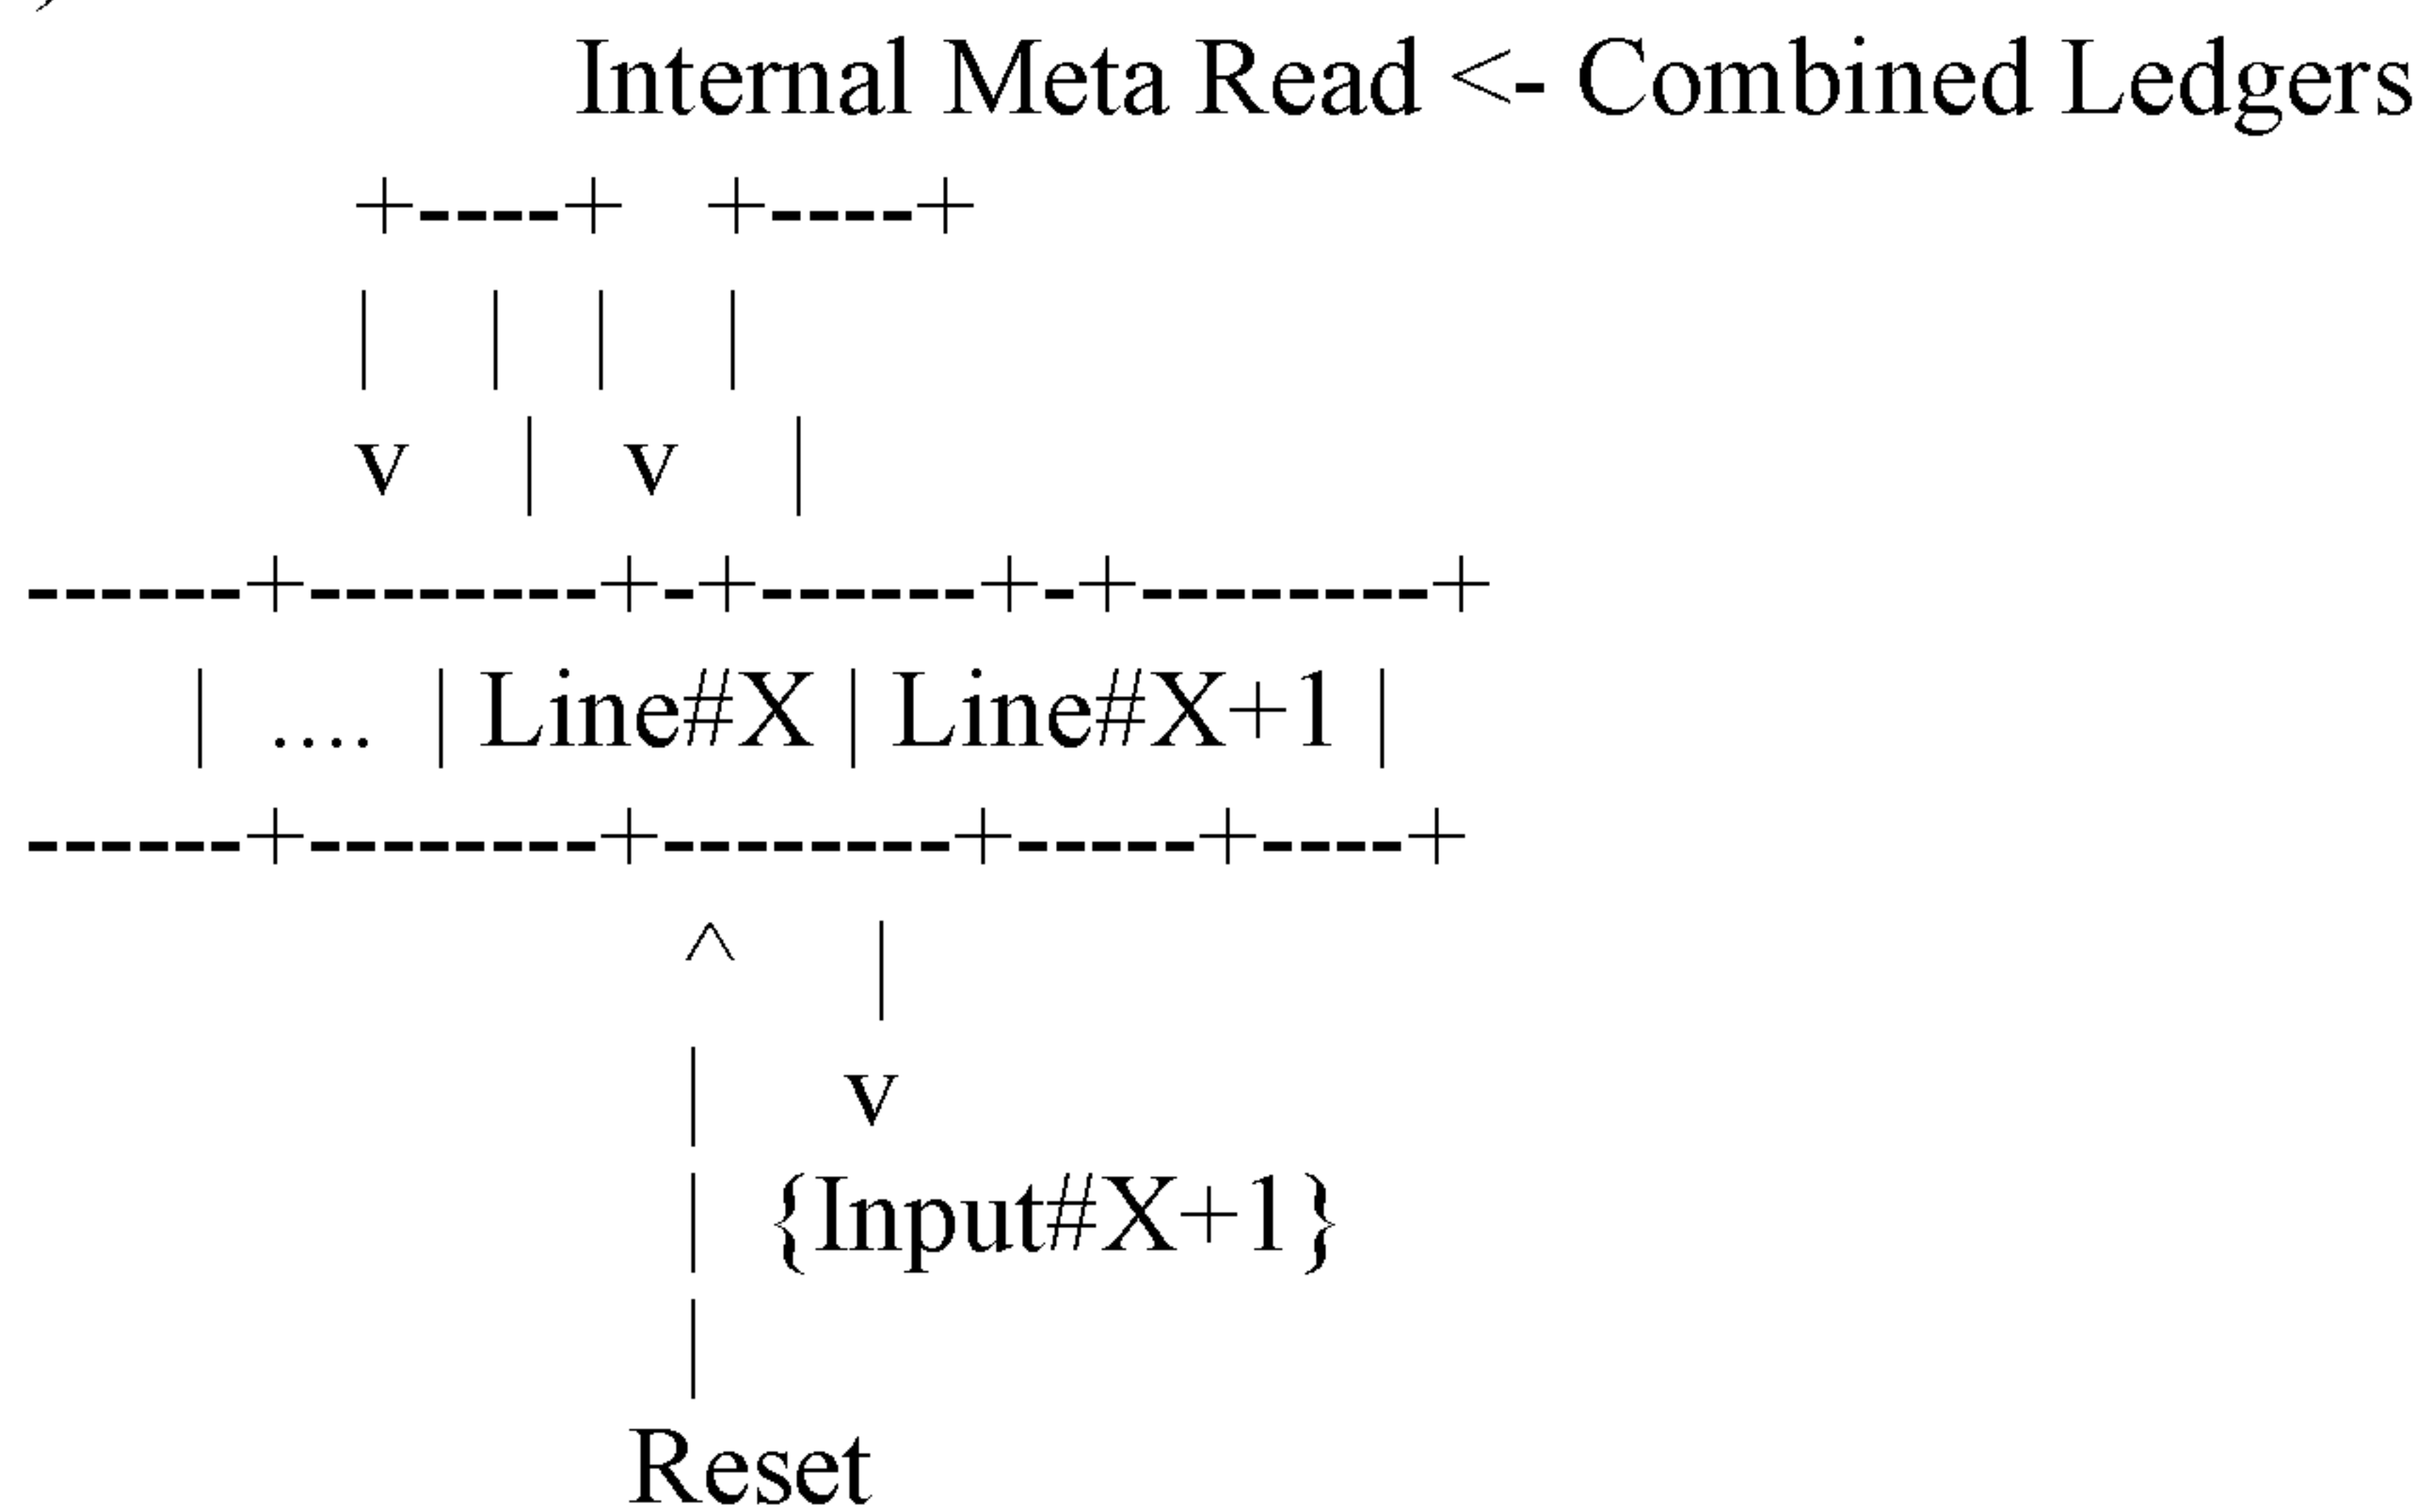 Internal Meta Read <- Combined Ledgers
+----+ +----+
| | | |
v | v |
------+--------+-+------+-+--------+
| .... | Line#X | Line#X+1 |
------+--------+--------+-----+----+
^ |
| v
| {Input#X+1}
|
Reset